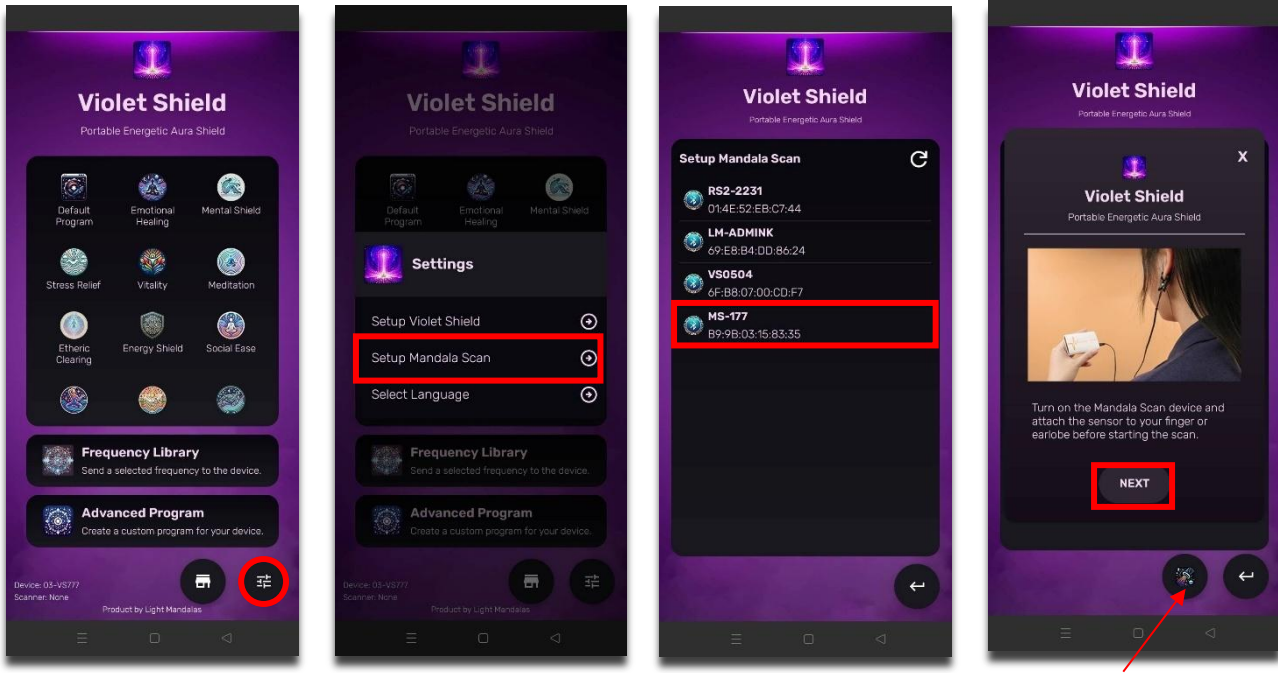 Violet Shield
Portable Energetic Aura Shield
Default Program
Emotional Healing
Mental Shield
Stress Relief
Vitality
Meditation
Etheric Clearing
Energy Shield
Social Ease
Frequency Library
Send a selected frequency to the device.
Advanced Program
Create a custom program for your device.
Device: 03-VS777
Scanner: None
Product by Light Mandalas
Violet Shield
Portable Energetic Aura Shield
Default Program
Emotional Healing
Mental Shield
Settings
Setup Violet Shield
Setup Mandala Scan
Select Language
Frequency Library
Send a selected frequency to the device.
Advanced Program
Create a custom program for your device.
Device: 03-VS777
Scanner: None
Product by Light Mandalas
Violet Shield
Portable Energetic Aura Shield
Setup Mandala Scan
RS2-2231
01:4E:52:EB:C7:44
LM-ADMINK
69:E8:B4:DD:86:24
VS0504
6F:B8:07:00:CD:F7
MS-177
B9:9B:03:15:83:35
Violet Shield
Portable Energetic Aura Shield
X
Violet Shield
Portable Energetic Aura Shield
Turn on the Mandala Scan device and
attach the sensor to your finger or
earlobe before starting the scan.
NEXT